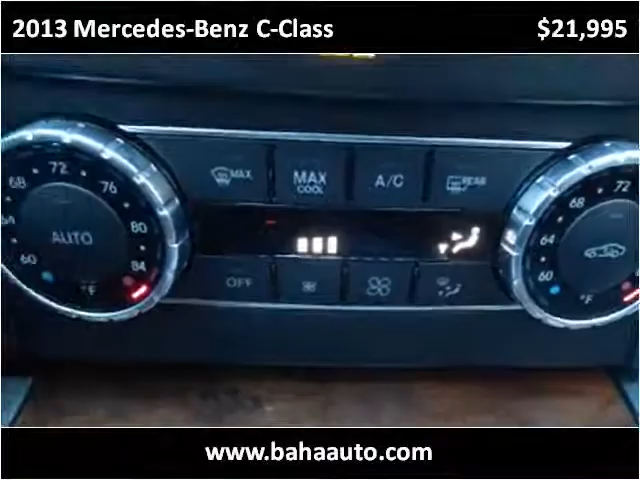 2013 Mercedes-Benz C-Class $21,995
72 72
68 76 68
64 80 64
60 84 60
AUTO
°F °F
MAX MAX COOL A/C REAR
OFF
www.bahaauto.com